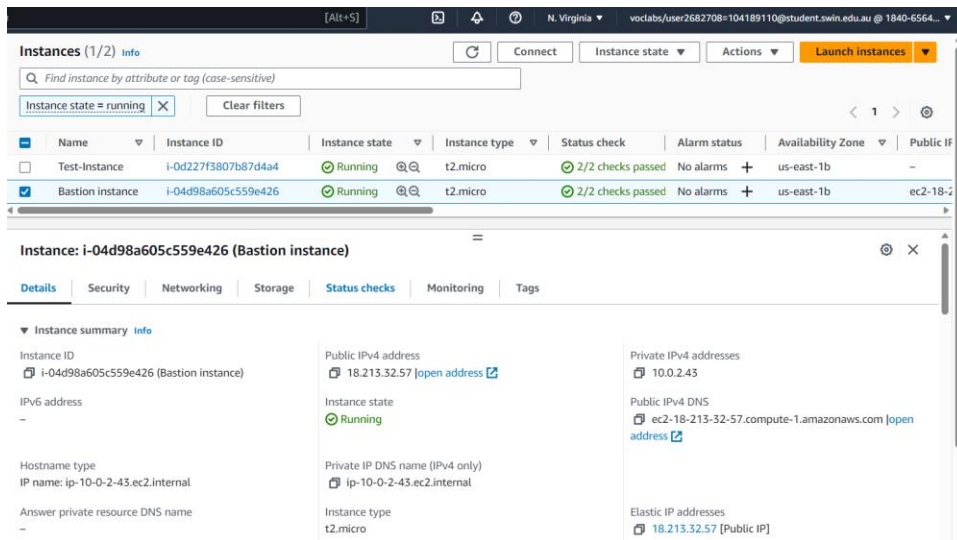 [Alt+S] N. Virginia ▼ voclabs/user2682708=104189110@student.swin.edu.au @ 1840-6564... ▼
Instances (1/2) Info
Connect Instance state ▼ Actions ▼ Launch instances ▼
Find instance by attribute or tag (case-sensitive)
Instance state = running Clear filters
1
Name Instance ID Instance state Instance type Status check Alarm status Availability Zone Public IP
Test-Instance i-0d227f3807b87d4a4 Running t2.micro 2/2 checks passed No alarms + us-east-1b –
Bastion instance i-04d98a605c559e426 Running t2.micro 2/2 checks passed No alarms + us-east-1b ec2-18-2
Instance: i-04d98a605c559e426 (Bastion instance)
Details Security Networking Storage Status checks Monitoring Tags
▼ Instance summary Info
Instance ID Public IPv4 address Private IPv4 addresses
i-04d98a605c559e426 (Bastion instance) 18.213.32.57 |open address 10.0.2.43
IPv6 address Instance state Public IPv4 DNS
– Running ec2-18-213-32-57.compute-1.amazonaws.com |open
address
Hostname type Private IP DNS name (IPv4 only)
IP name: ip-10-0-2-43.ec2.internal ip-10-0-2-43.ec2.internal
Answer private resource DNS name Instance type Elastic IP addresses
– t2.micro 18.213.32.57 [Public IP]